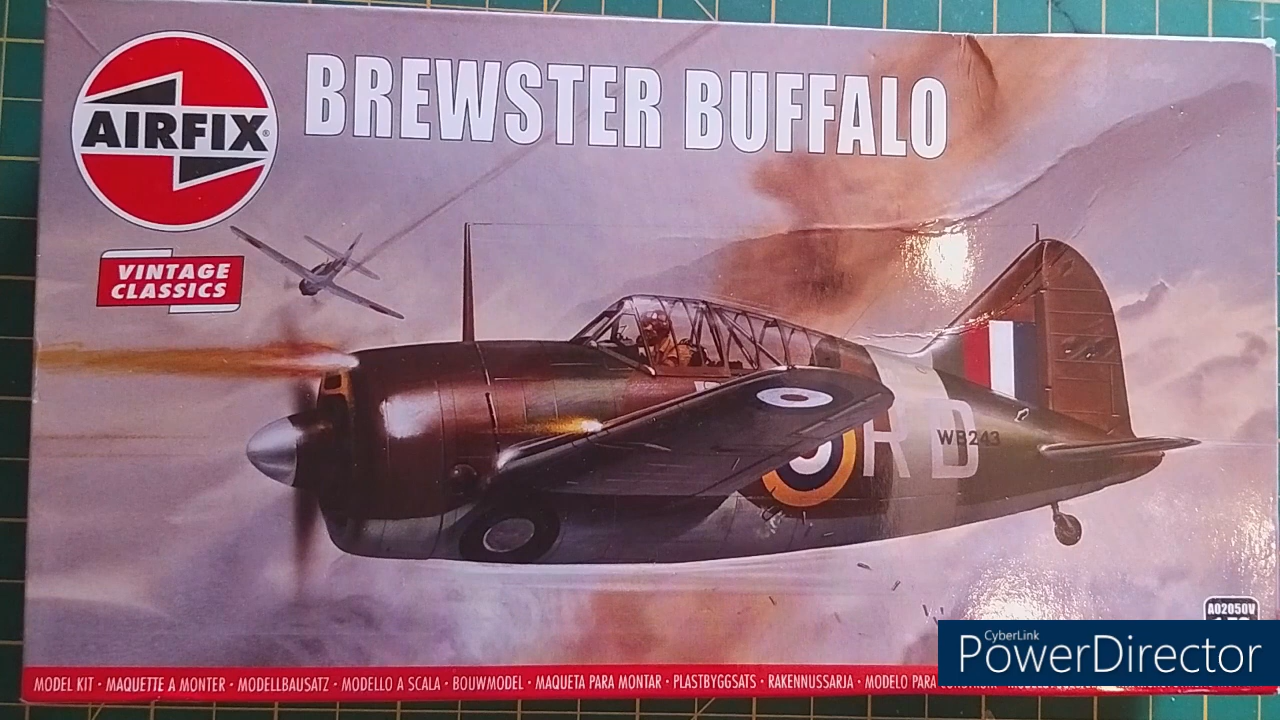 AIRFIX®
BREWSTER BUFFALO
VINTAGE
CLASSICS
RD
WB243
A02050V
CyberLink
PowerDirector
MODEL KIT · MAQUETTE A MONTER · MODELLBAUSATZ · MODELLO A SCALA · BOUWMODEL · MAQUETA PARA MONTAR · PLASTBYGGSATS · RAKENNUSSARJA · MODELO PARA